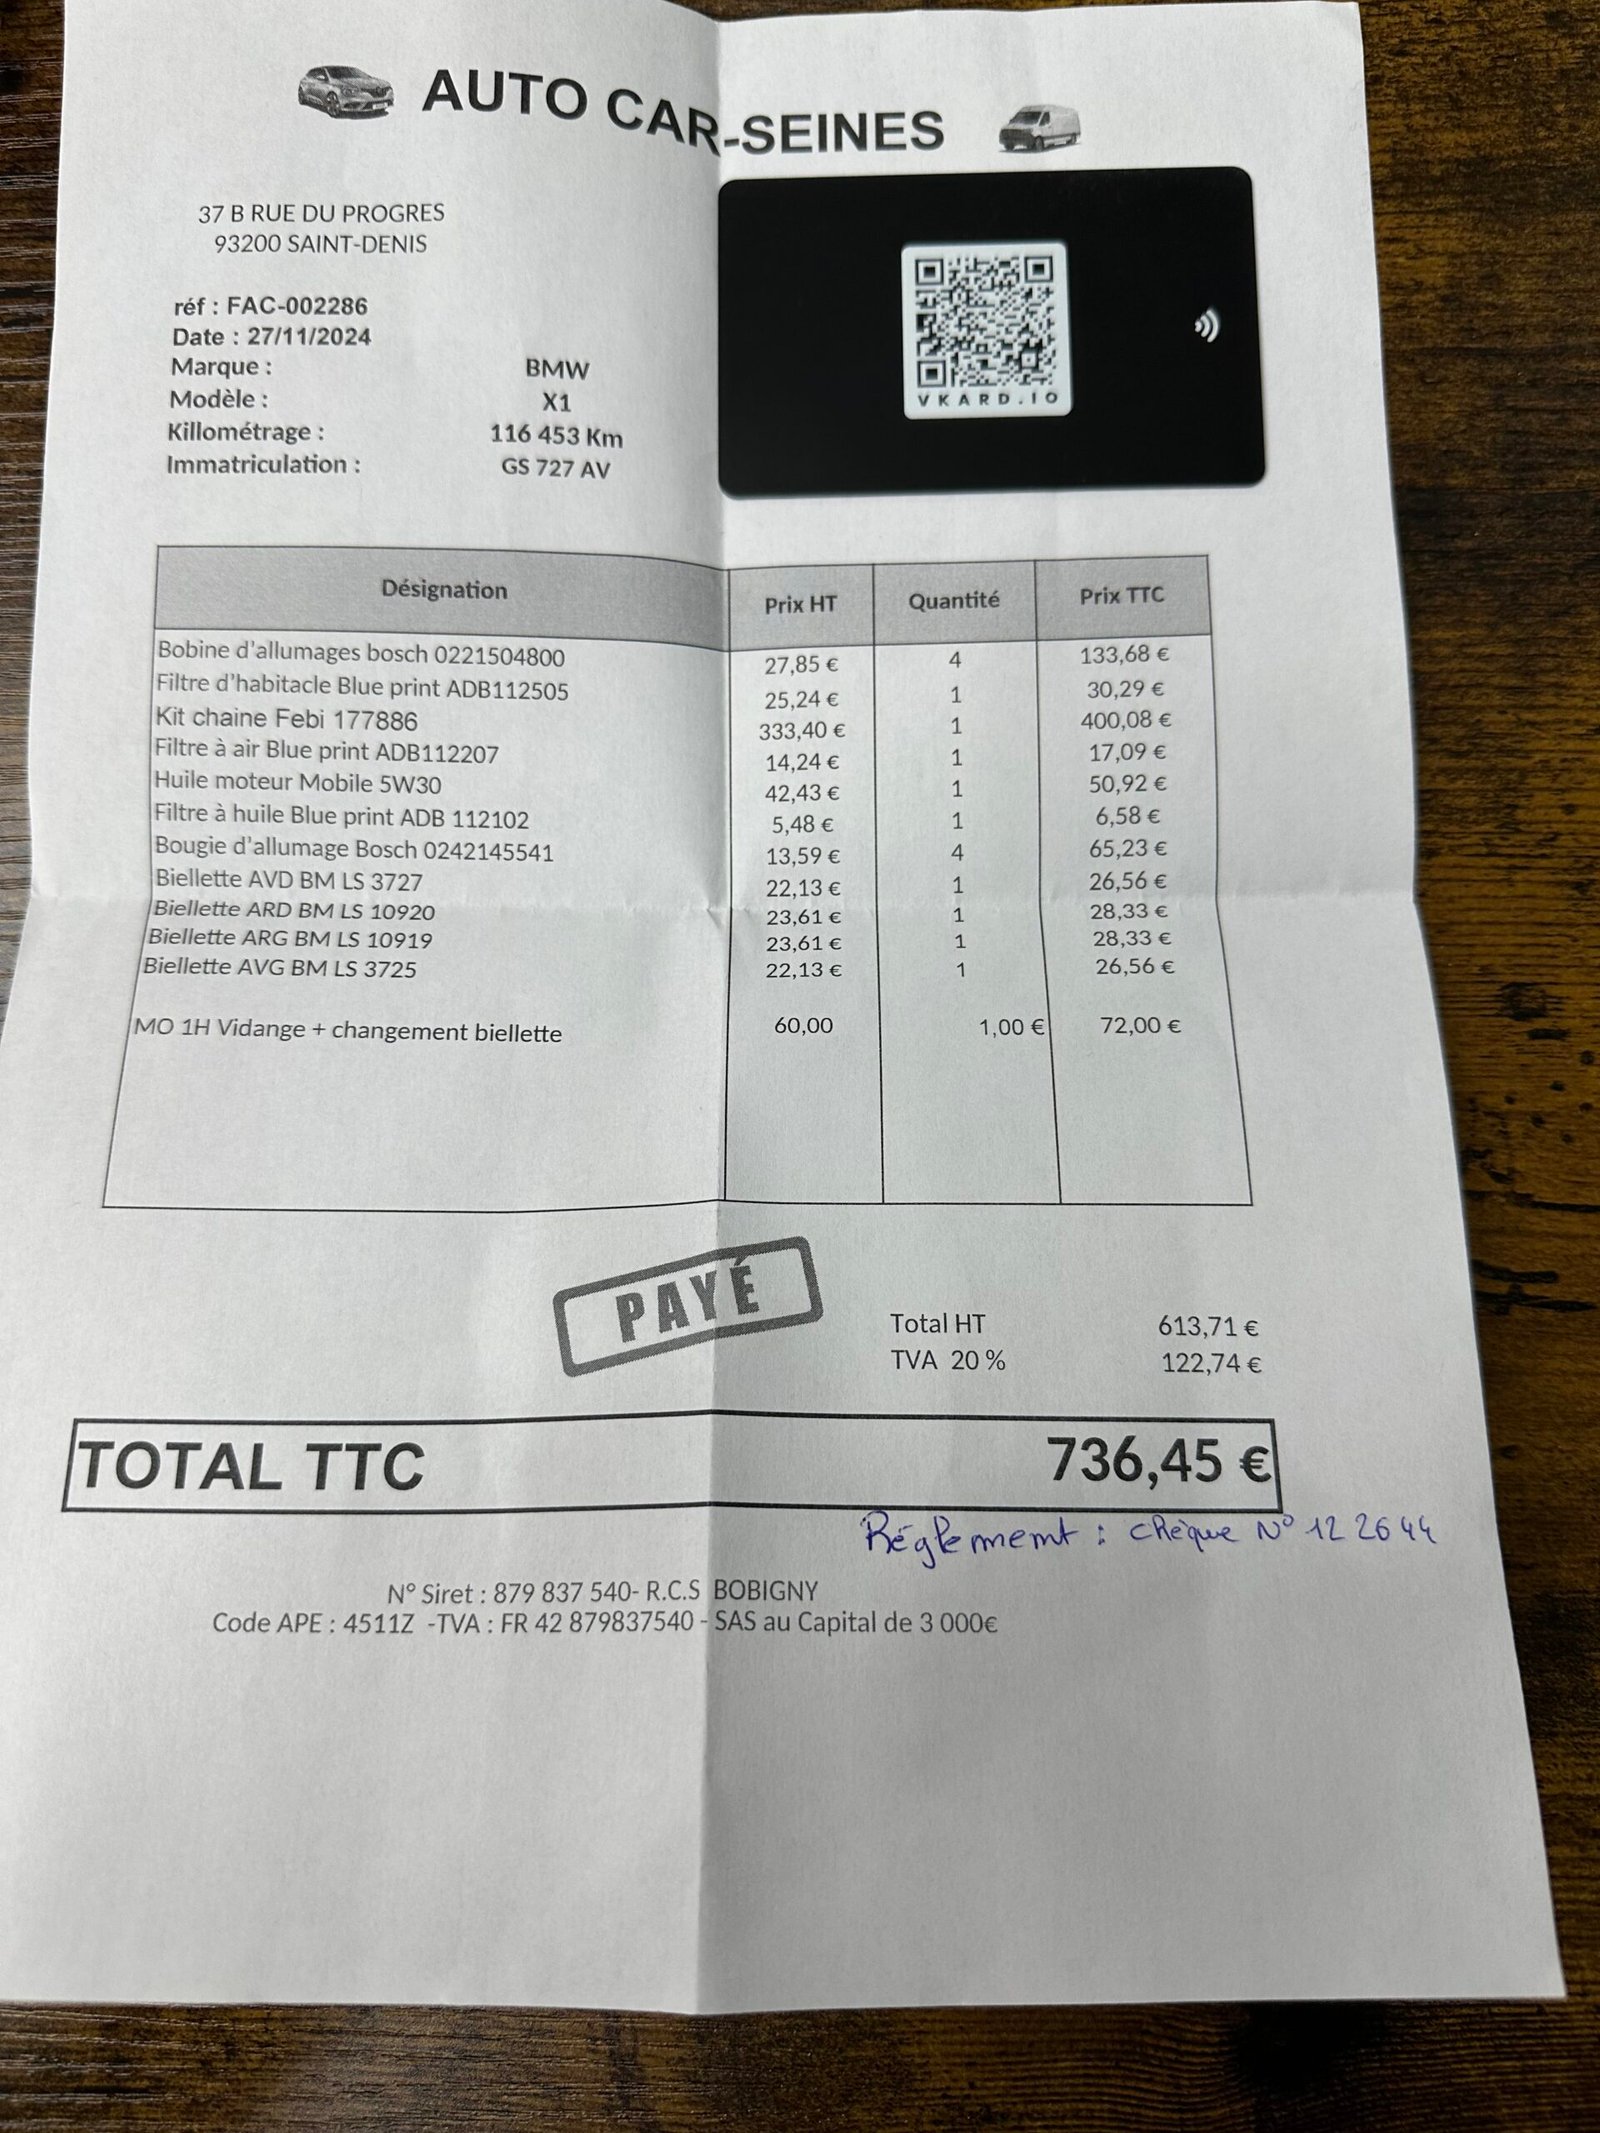 AUTO CAR-SEINES
37 B RUE DU PROGRES
93200 SAINT-DENIS
VKARD.IO
réf : FAC-002286
Date : 27/11/2024
Marque : BMW
Modèle : X1
Killométrage : 116 453 Km
Immatriculation : GS 727 AV
Désignation Prix HT Quantité Prix TTC
Bobine d'allumages bosch 0221504800 27,85 € 4 133,68 €
Filtre d'habitacle Blue print ADB112505 25,24 € 1 30,29 €
Kit chaine Febi 177886 333,40 € 1 400,08 €
Filtre à air Blue print ADB112207 14,24 € 1 17,09 €
Huile moteur Mobile 5W30 42,43 € 1 50,92 €
Filtre à huile Blue print ADB 112102 5,48 € 1 6,58 €
Bougie d'allumage Bosch 0242145541 13,59 € 4 65,23 €
Biellette AVD BM LS 3727 22,13 € 1 26,56 €
Biellette ARD BM LS 10920 23,61 € 1 28,33 €
Biellette ARG BM LS 10919 23,61 € 1 28,33 €
Biellette AVG BM LS 3725 22,13 € 1 26,56 €
MO 1H Vidange + changement biellette 60,00 1,00 € 72,00 €
PAYÉ
Total HT 613,71 €
TVA 20 % 122,74 €
TOTAL TTC 736,45 €
Réglement : chèque N° 12 26 44
N° Siret : 879 837 540- R.C.S BOBIGNY
Code APE : 4511Z -TVA : FR 42 879837540 - SAS au Capital de 3 000€